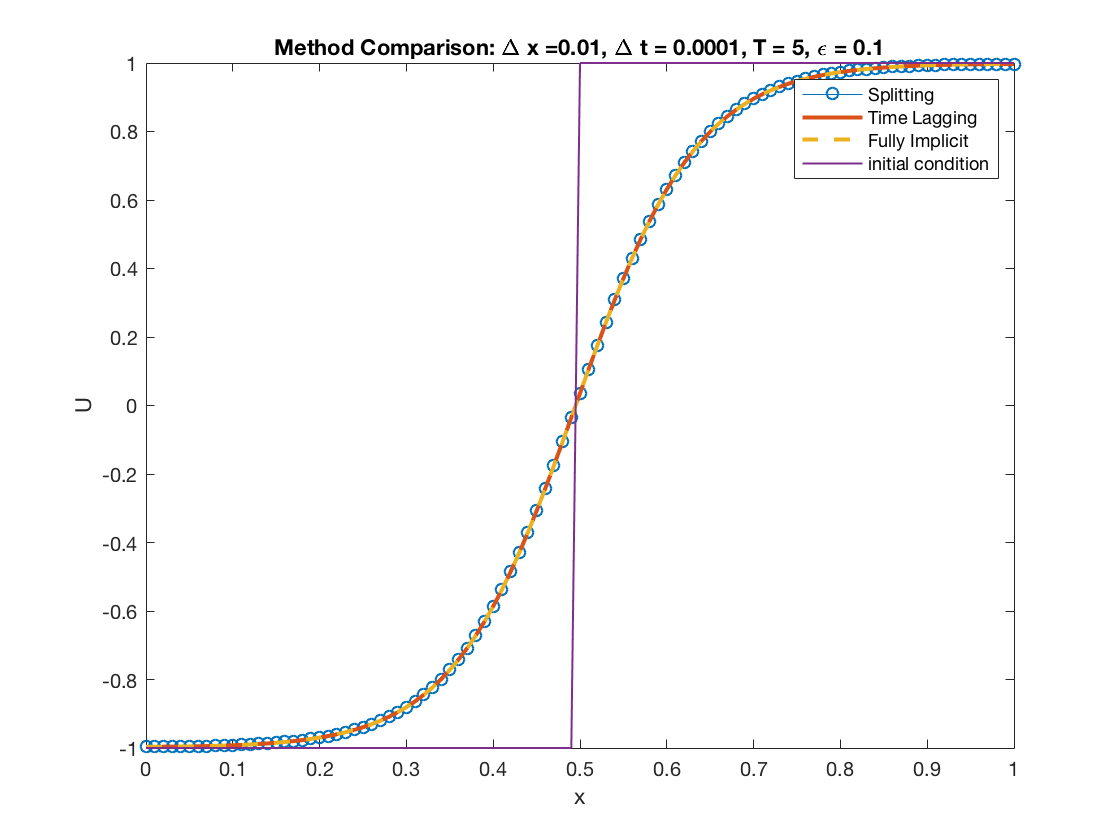 Method Comparison: Δ x =0.01, Δ t = 0.0001, T = 5, ϵ = 0.1
1
0.8
0.6
0.4
0.2
0
-0.2
-0.4
-0.6
-0.8
-1
U
Splitting
Time Lagging
Fully Implicit
initial condition
0 0.1 0.2 0.3 0.4 0.5 0.6 0.7 0.8 0.9 1
x